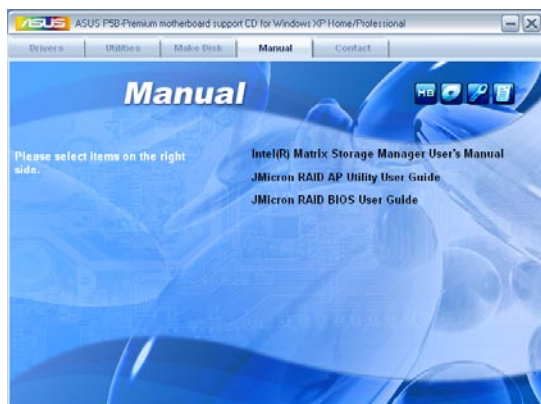 ASUS ASUS P5B-Premium motherboard support CD for Windows XP Home/Professional
Drivers Utilities Make Disk Manual Contact
Manual
MB
Please select items on the right
side.
Intel(R) Matrix Storage Manager User's Manual
JMicron RAID AP Utility User Guide
JMicron RAID BIOS User Guide